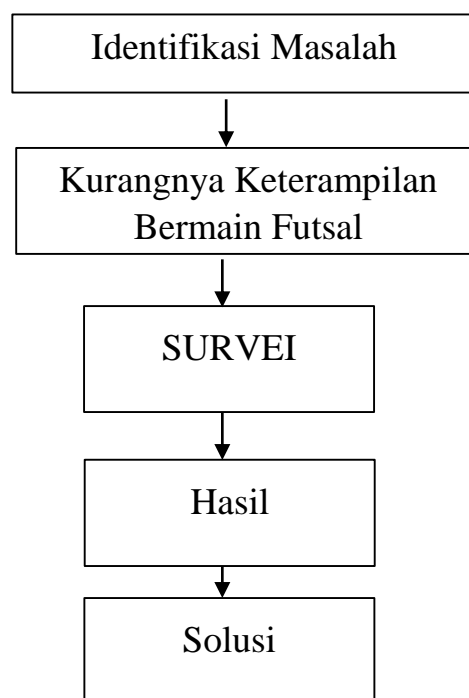 Identifikasi Masalah
Kurangnya Keterampilan
Bermain Futsal
SURVEI
Hasil
Solusi